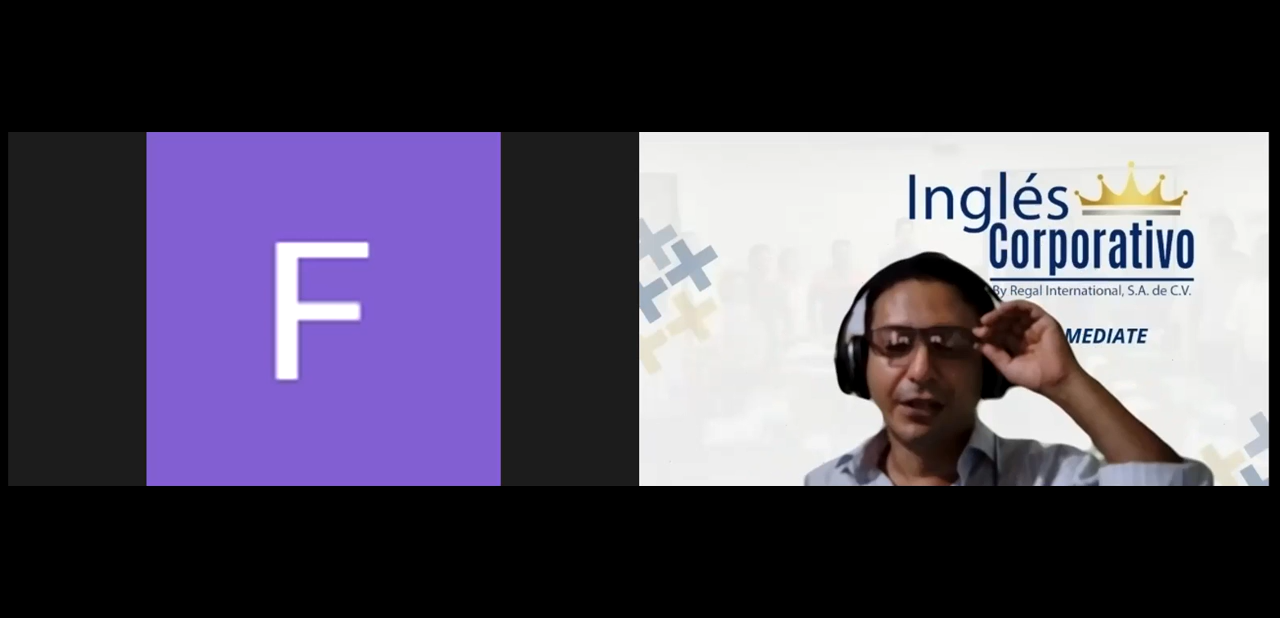 F
Inglés
Corporativo
By Regal International, S.A. de C.V.
MEDIATE